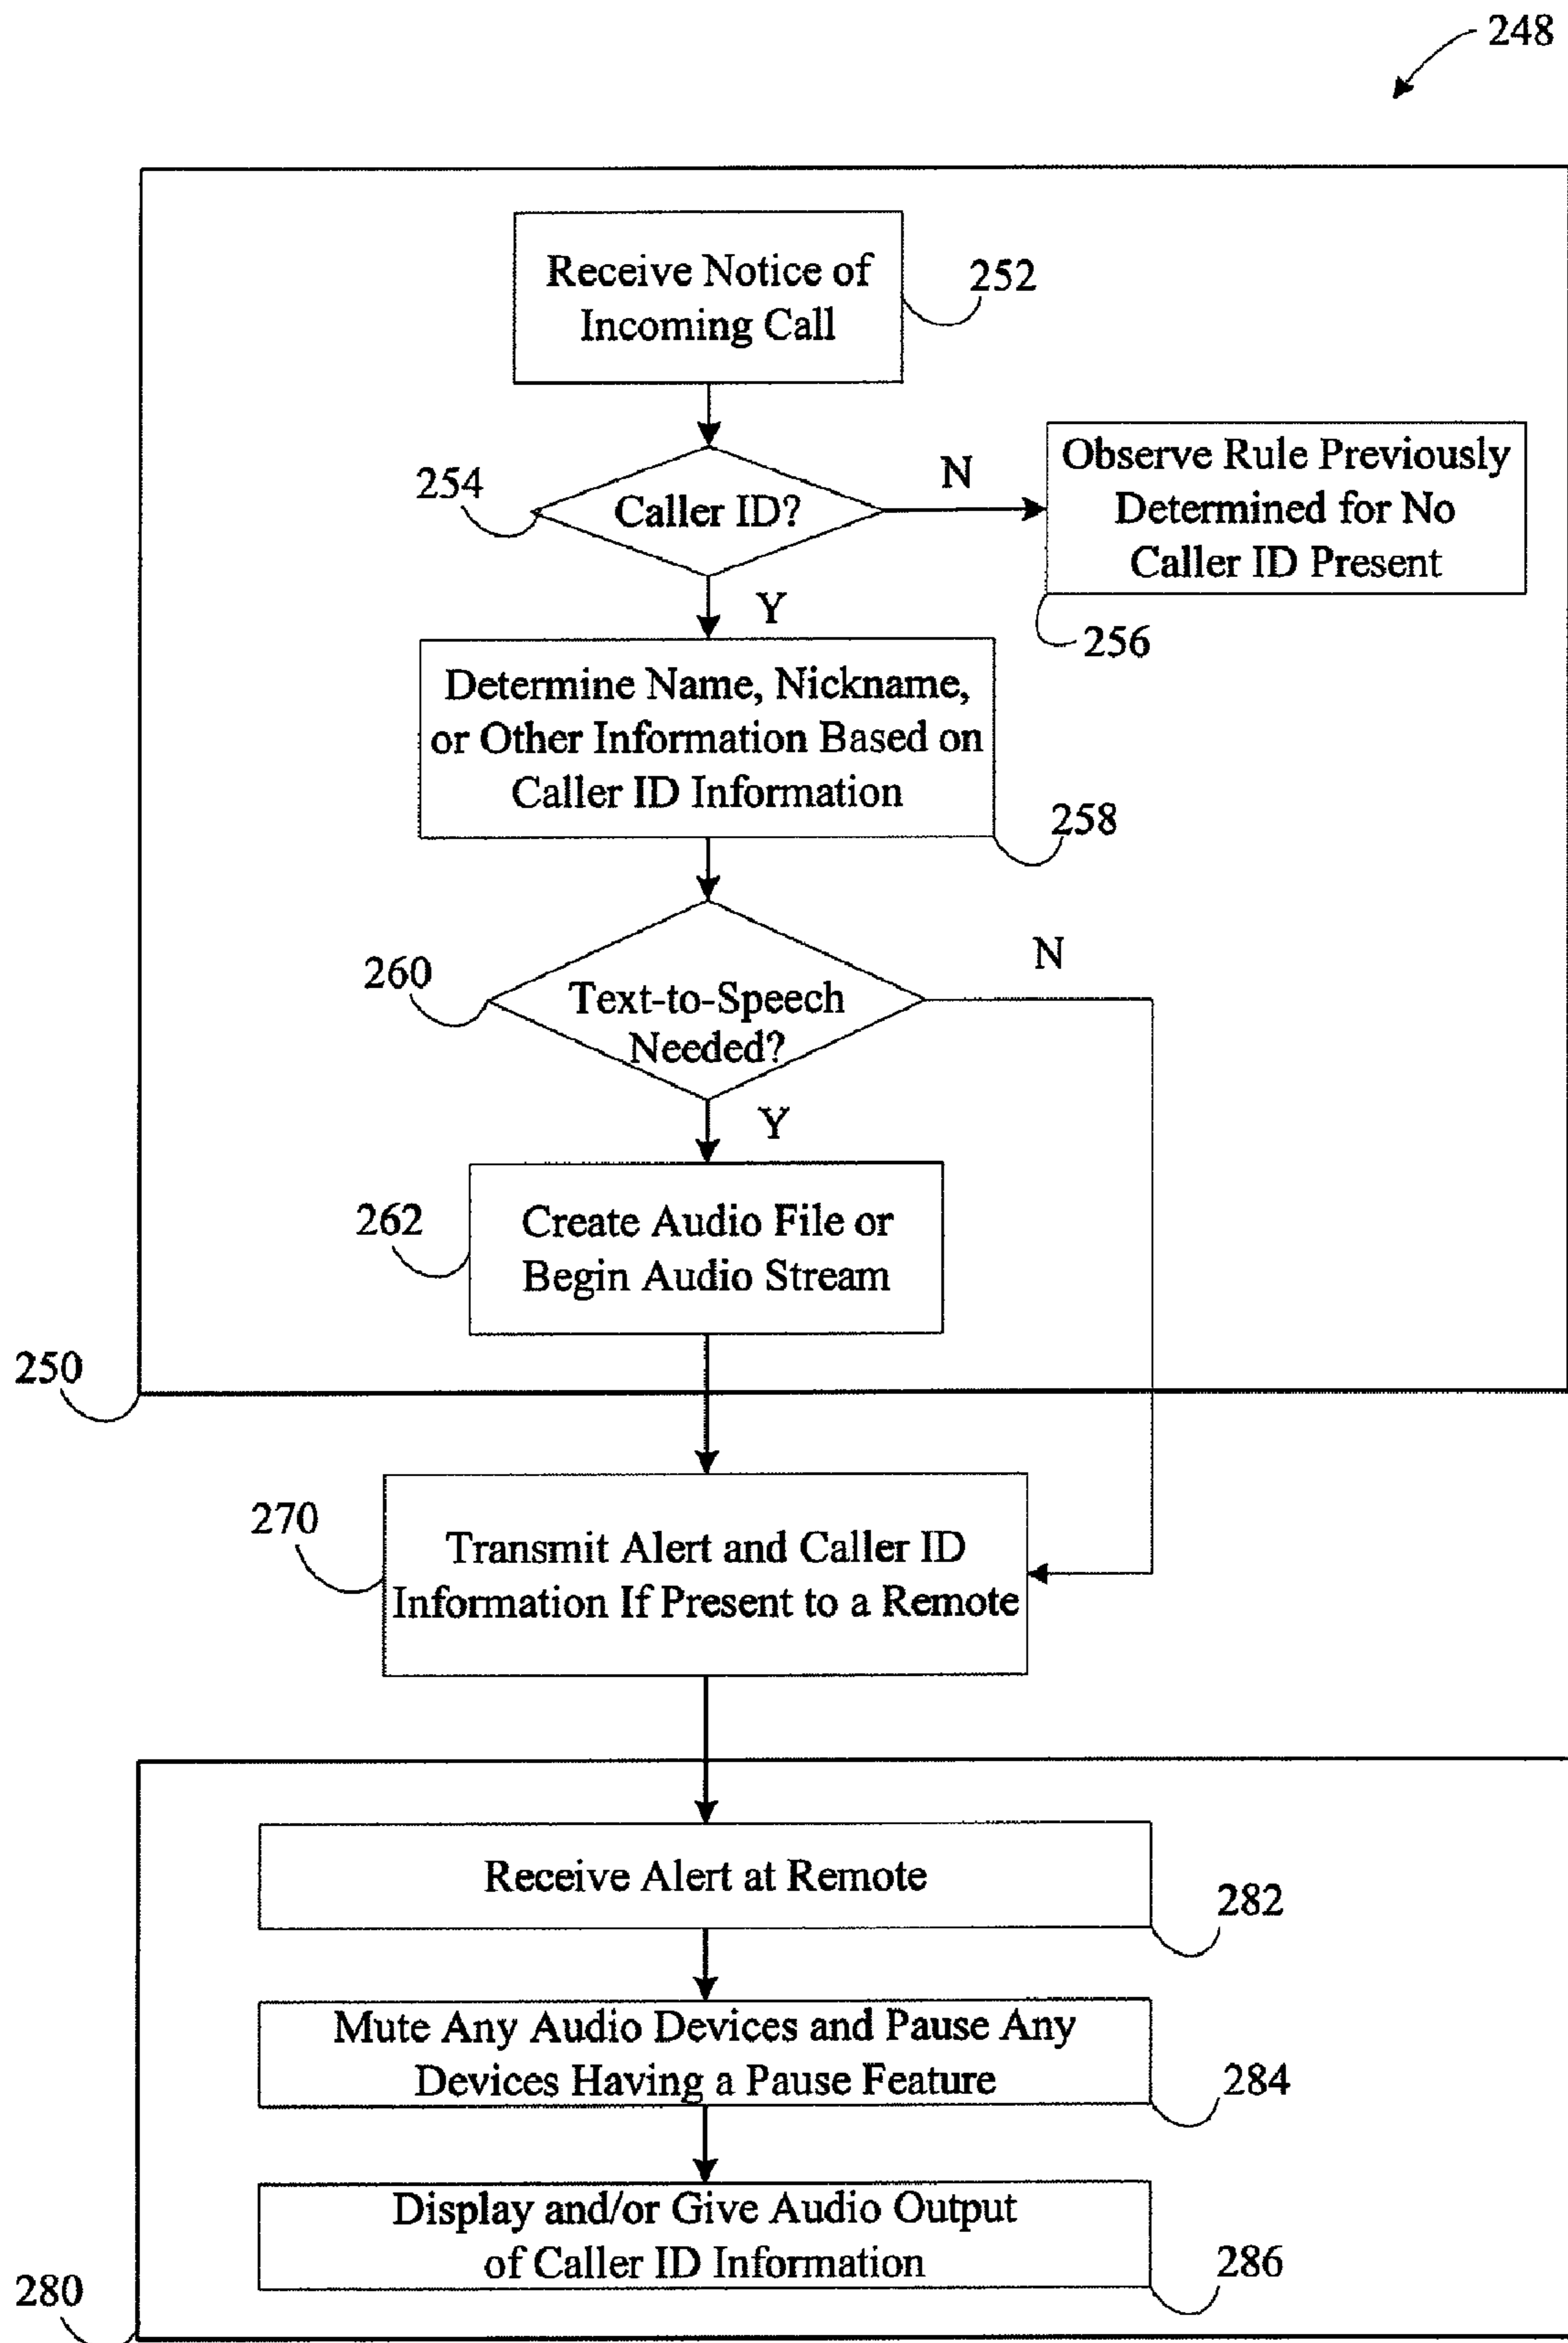 248
Receive Notice of
Incoming Call
252
254
Caller ID?
N
Observe Rule Previously
Determined for No
Caller ID Present
256
Y
Determine Name, Nickname,
or Other Information Based on
Caller ID Information
258
260
Text-to-Speech
Needed?
N
Y
262
Create Audio File or
Begin Audio Stream
250
270
Transmit Alert and Caller ID
Information If Present to a Remote
Receive Alert at Remote
282
Mute Any Audio Devices and Pause Any
Devices Having a Pause Feature
284
Display and/or Give Audio Output
of Caller ID Information
286
280